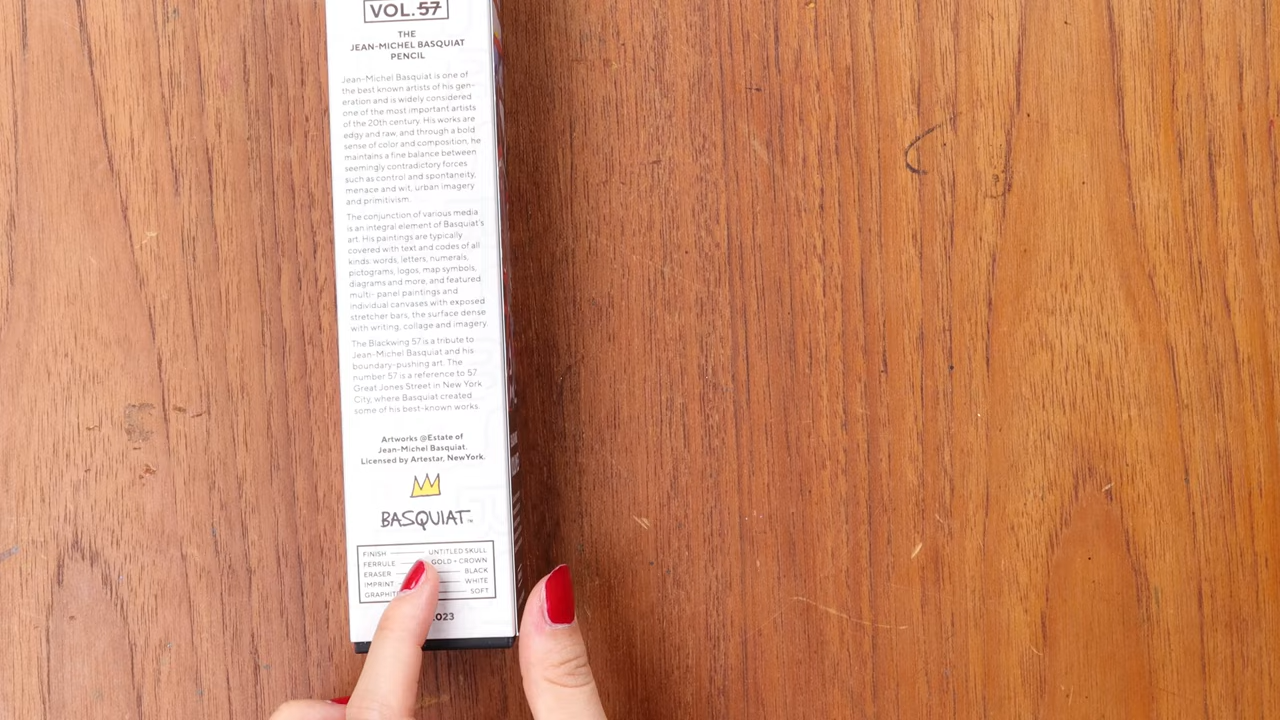 VOL. 57
THE
JEAN-MICHEL BASQUIAT
PENCIL
Jean-Michel Basquiat is one of
the best known artists of his gen-
eration and is widely considered
one of the most important artists
of the 20th century. His works are
edgy and raw, and through a bold
sense of color and composition, he
maintains a fine balance between
seemingly contradictory forces
such as control and spontaneity,
menace and wit, urban imagery
and primitivism.
The conjunction of various media
is an integral element of Basquiat's
art. His paintings are typically
covered with text and codes of all
kinds: words, letters, numerals,
pictograms, logos, map symbols,
diagrams and more, and featured
multi- panel paintings and
individual canvases with exposed
stretcher bars, the surface dense
with writing, collage and imagery.
The Blackwing 57 is a tribute to
Jean-Michel Basquiat and his
boundary-pushing art. The
number 57 is a reference to 57
Great Jones Street in New York
City, where Basquiat created
some of his best-known works.
Artworks @Estate of
Jean-Michel Basquiat.
Licensed by Artestar, NewYork.
BASQUIAT™
FINISH UNTITLED SKULL
FERRULE GOLD + CROWN
ERASER BLACK
IMPRINT WHITE
GRAPHITE SOFT
2023